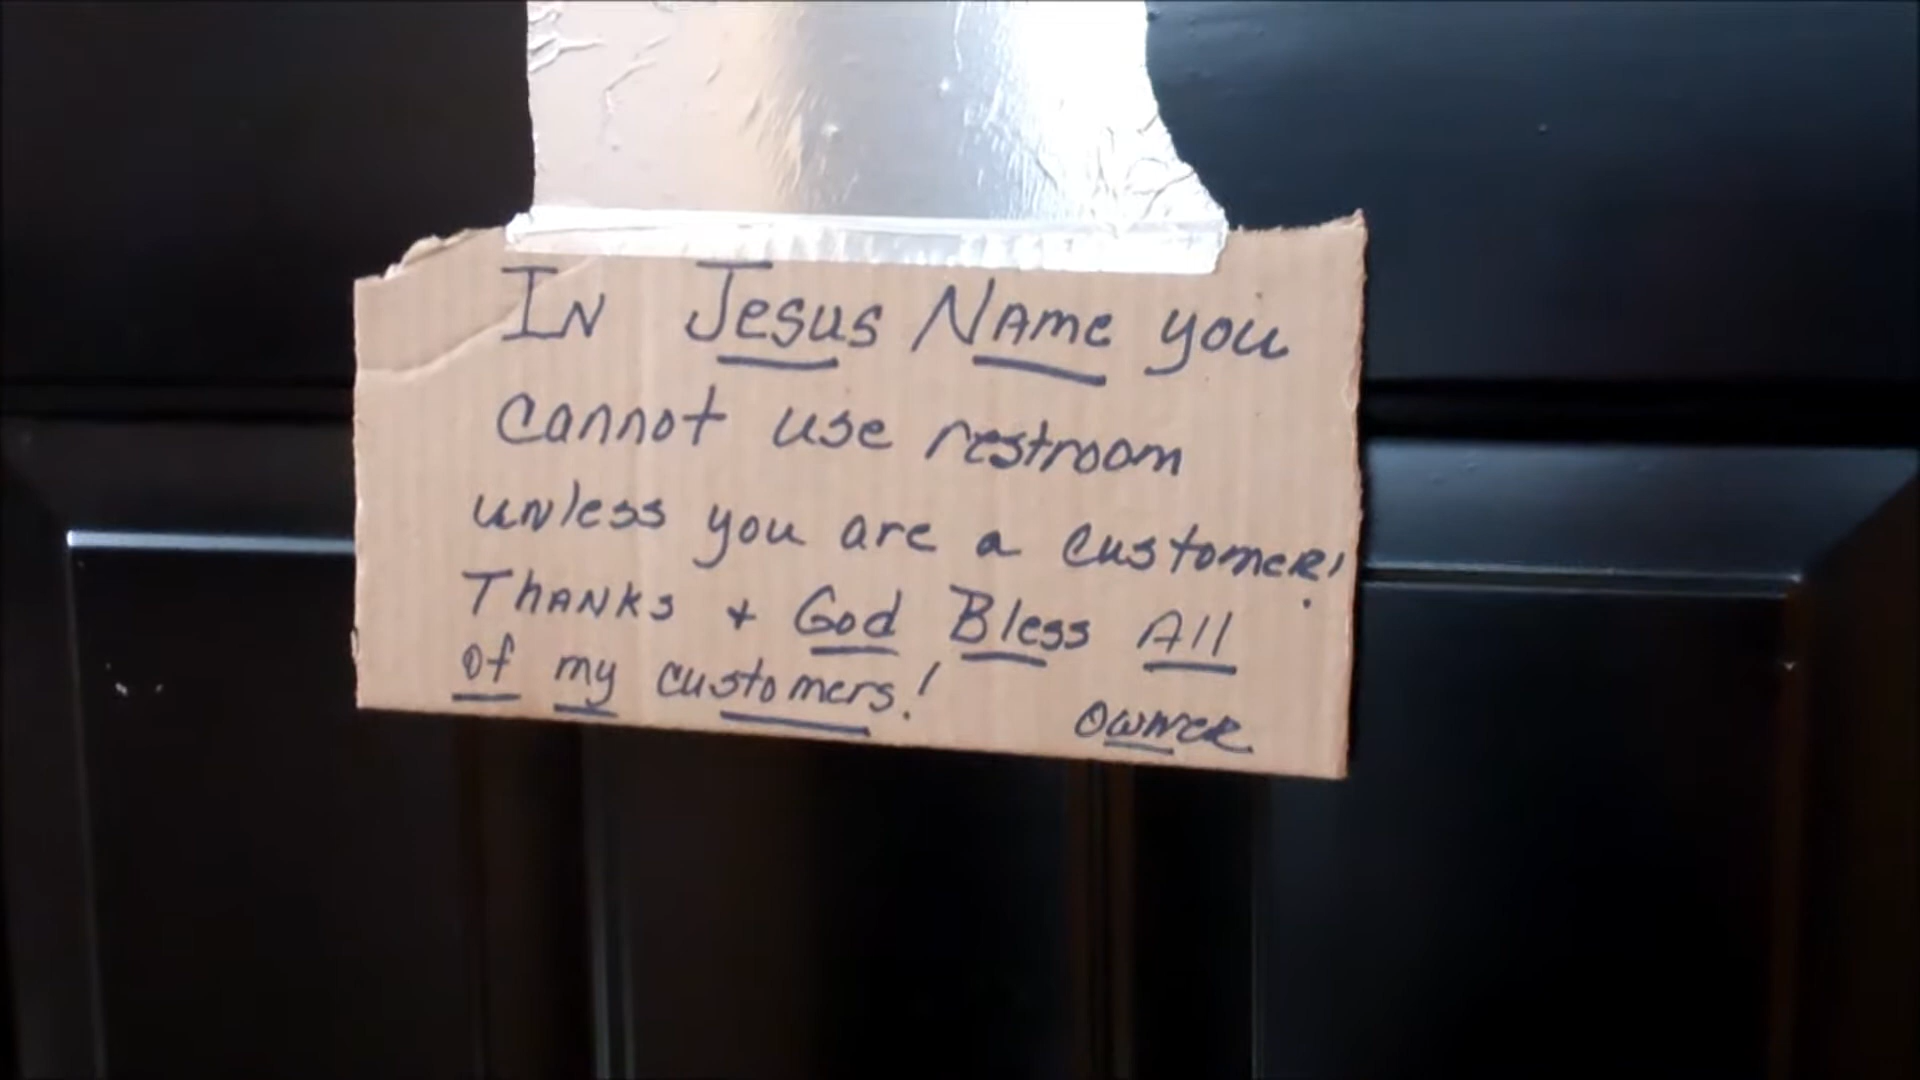 In Jesus Name you
cannot use restroom
unless you are a customer!
Thanks + God Bless All
of my customers!
Owner